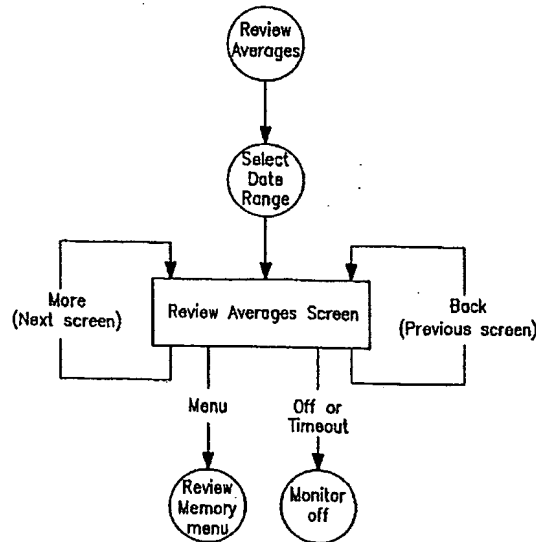 Review
Averages
Select
Date
Range
More
(Next screen)
Review Averages Screen
Back
(Previous screen)
Menu
Off or
Timeout
Review
Memory
menu
Monitor
off